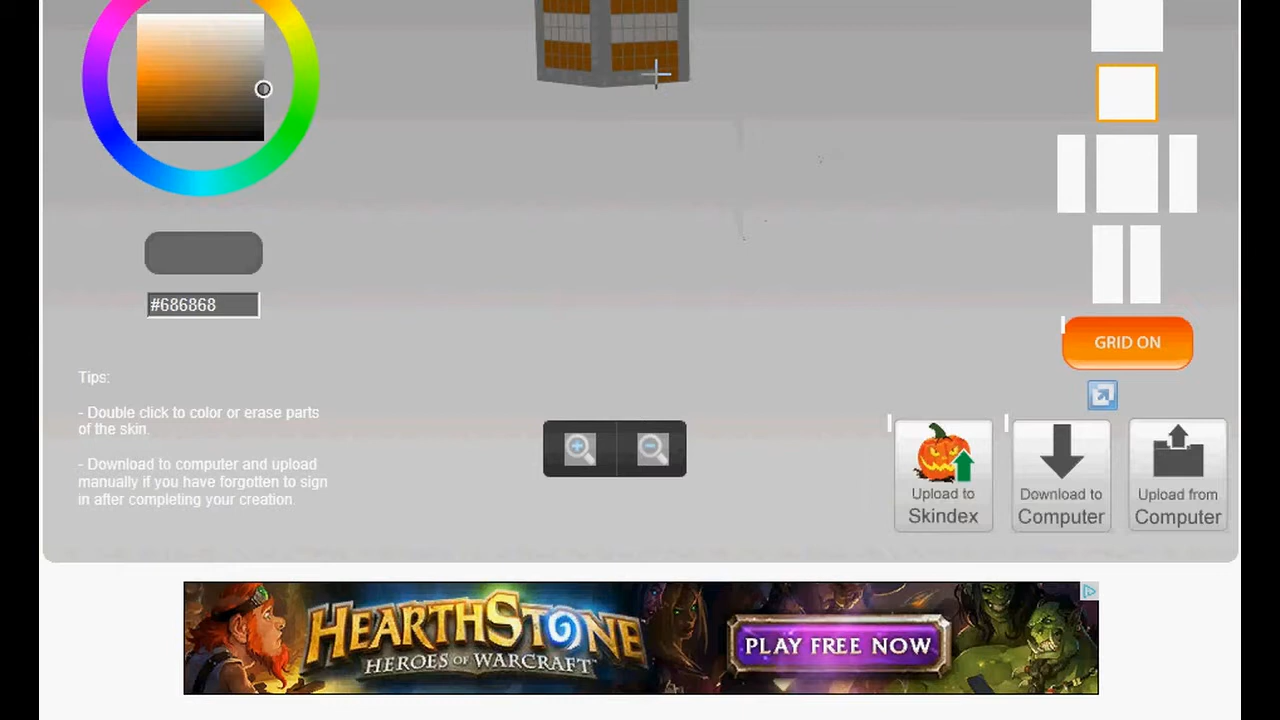 #686868
Tips:
- Double click to color or erase parts
of the skin.
- Download to computer and upload
manually if you have forgotten to sign
in after completing your creation.
GRID ON
Upload to
Skindex
Download to
Computer
Upload from
Computer
HEARTHSTONE
HEROES OF WARCRAFT™
PLAY FREE NOW